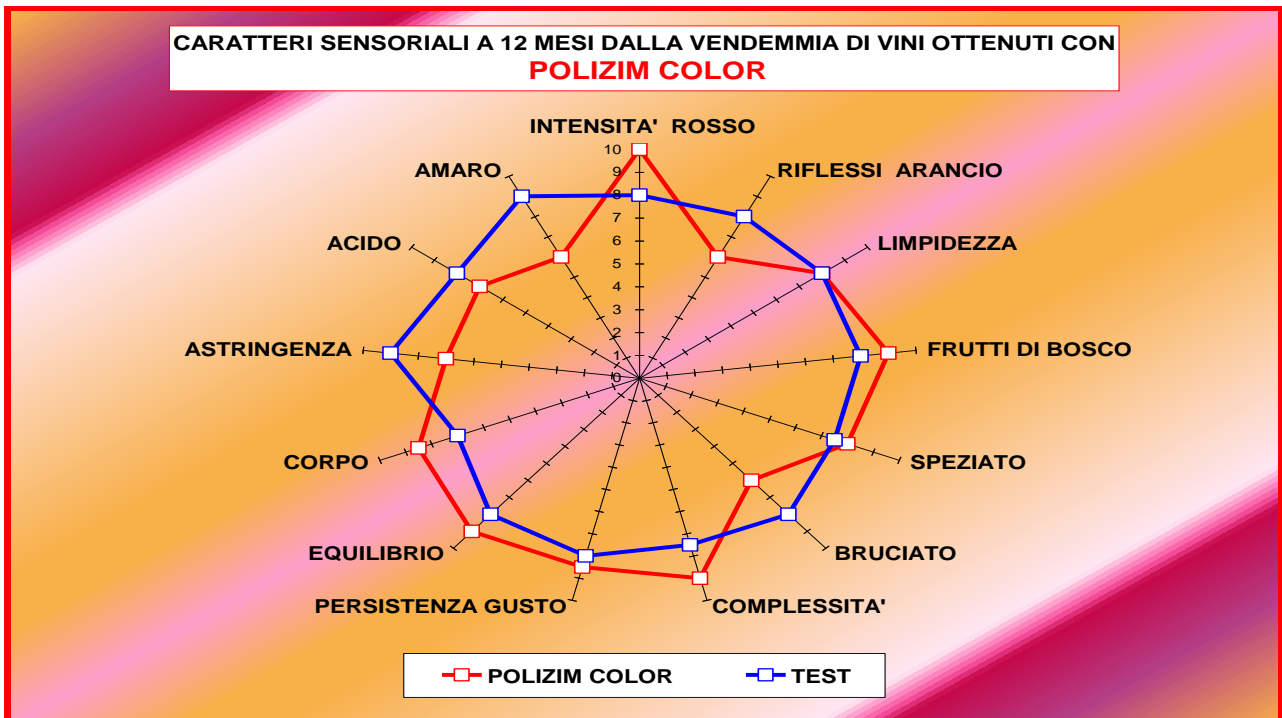 CARATTERI SENSORIALI A 12 MESI DALLA VENDEMMIA DI VINI OTTENUTI CON
POLIZIM COLOR
INTENSITA' ROSSO
RIFLESSI ARANCIO
LIMPIDEZZA
FRUTTI DI BOSCO
SPEZIATO
BRUCIATO
COMPLESSITA'
PERSISTENZA GUSTO
EQUILIBRIO
CORPO
ASTRINGENZA
ACIDO
AMARO
10
9
8
7
6
5
4
3
2
1
0
POLIZIM COLOR
TEST